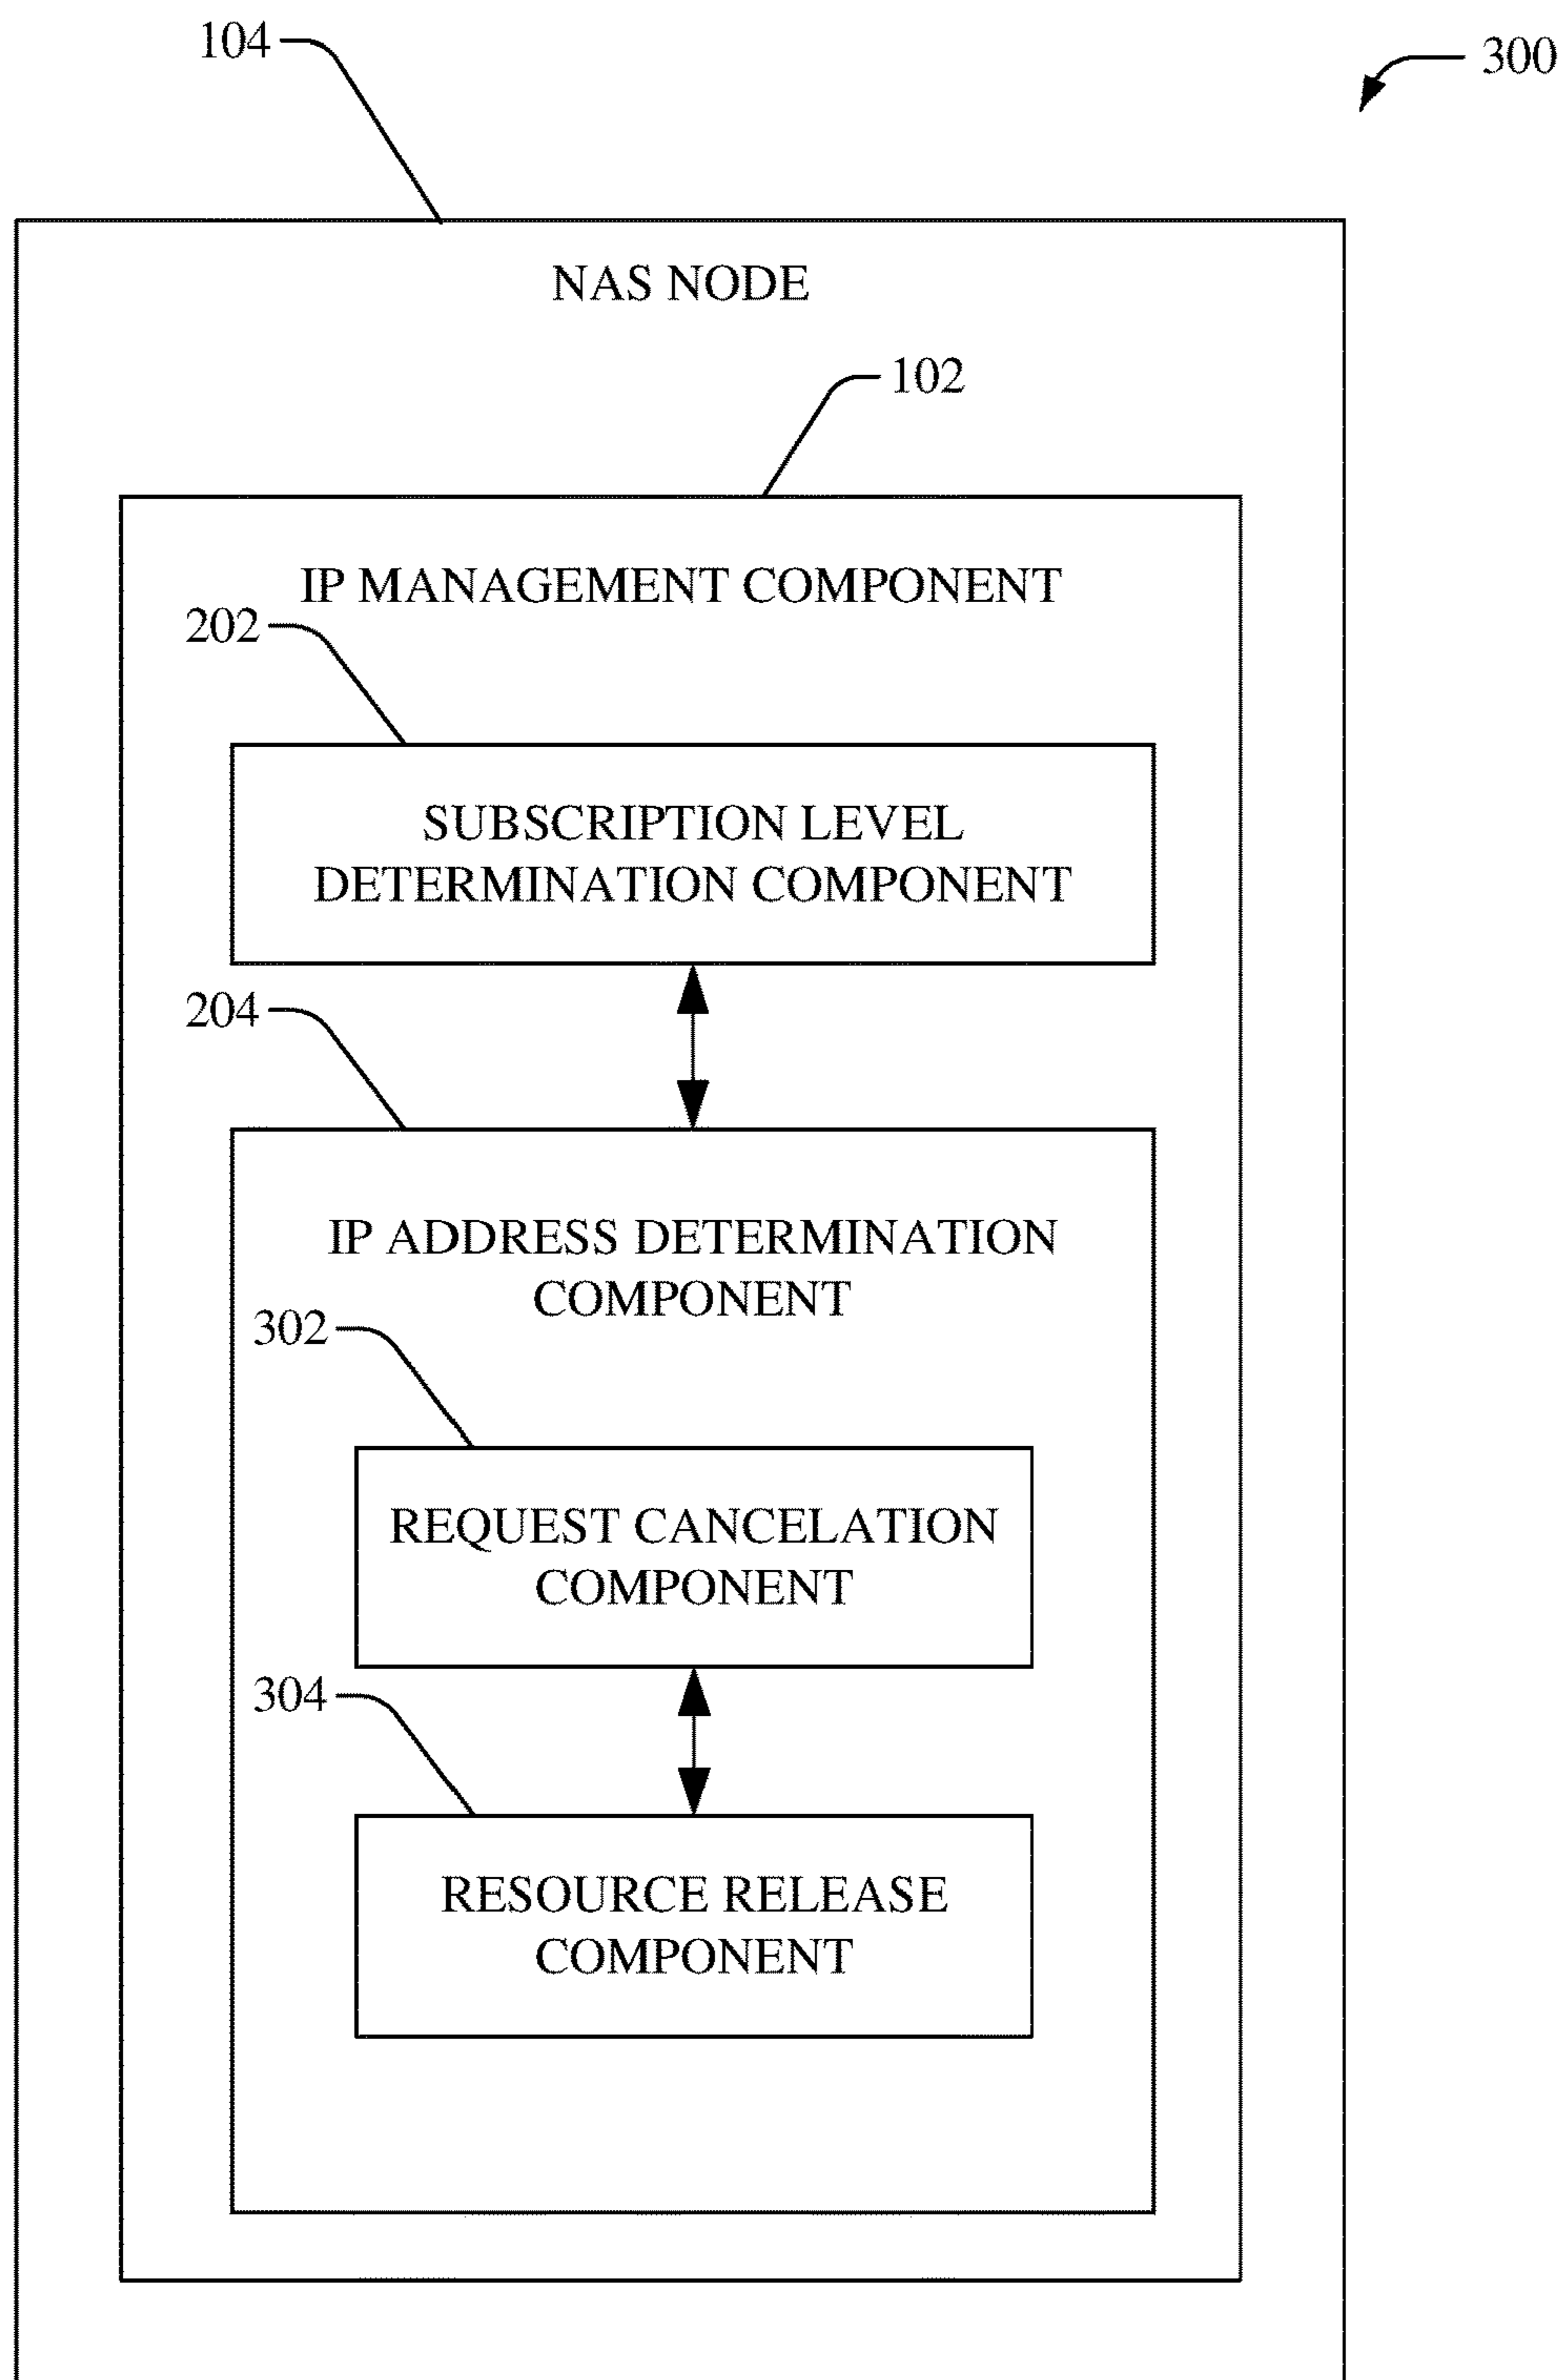 104
300
NAS NODE
102
IP MANAGEMENT COMPONENT
202
SUBSCRIPTION LEVEL
DETERMINATION COMPONENT
204
IP ADDRESS DETERMINATION
COMPONENT
302
REQUEST CANCELATION
COMPONENT
304
RESOURCE RELEASE
COMPONENT